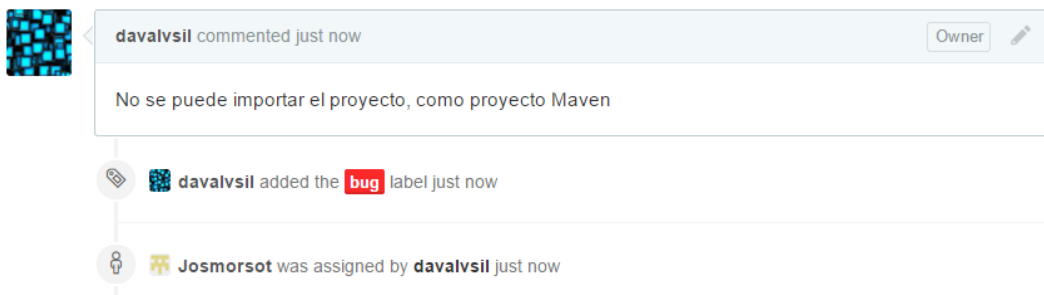 davalvsil commented just now Owner
No se puede importar el proyecto, como proyecto Maven
davalvsil added the bug label just now
Josmorsot was assigned by davalvsil just now